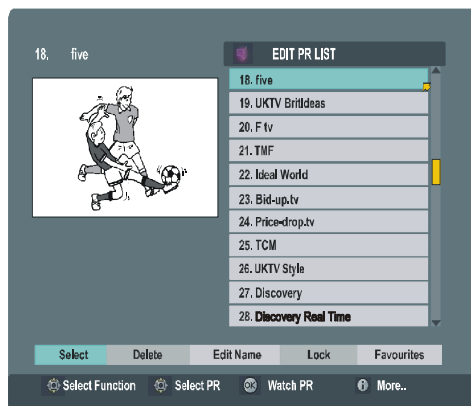 18. five
EDIT PR LIST
18. five
19. UKTV BritIdeas
20. F tv
21. TMF
22. Ideal World
23. Bid-up.tv
24. Price-drop.tv
25. TCM
26. UKTV Style
27. Discovery
28. Discovery Real Time
Select Delete Edit Name Lock Favourites
Select Function Select PR OK Watch PR i More..